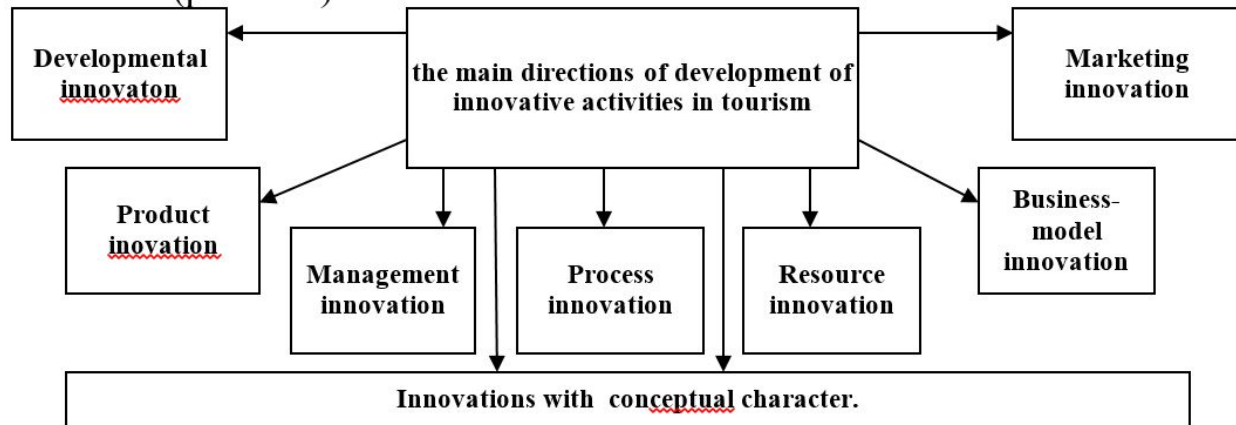 Developmental
innovaton
the main directions of development of
innovative activities in tourism
Marketing
innovation
Product
inovation
Business-
model
innovation
Management
innovation
Process
innovation
Resource
innovation
Innovations with conceptual character.